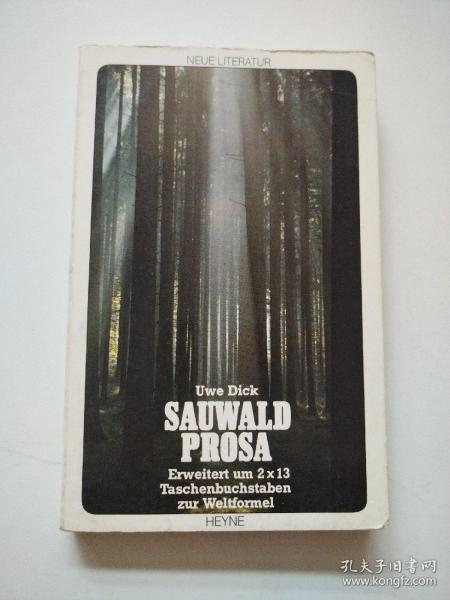 NEUE LITERATUR
Uwe Dick
SAUWALD
PROSA
Erweitert um 2 x 13
Taschenbuchstaben
zur Weltformel
HEYNE
孔夫子旧书网
www.kongfz.com